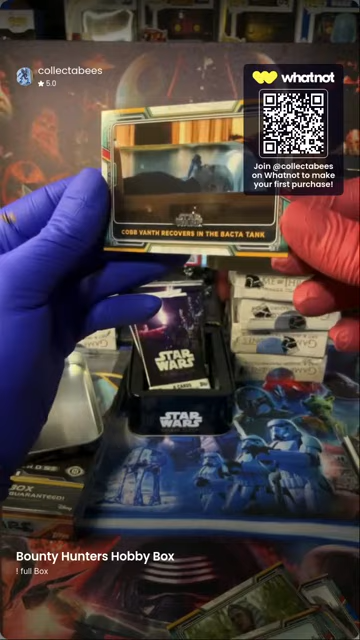 collectabees
★ 5.0
whatnot
Join @collectabees
on Whatnot to make
your first purchase!
COBB VANTH RECOVERS IN THE BACTA TANK
STAR
WARS
STAR
WARS
BOX
GUARANTEED!
Disney
Bounty Hunters Hobby Box
! full Box